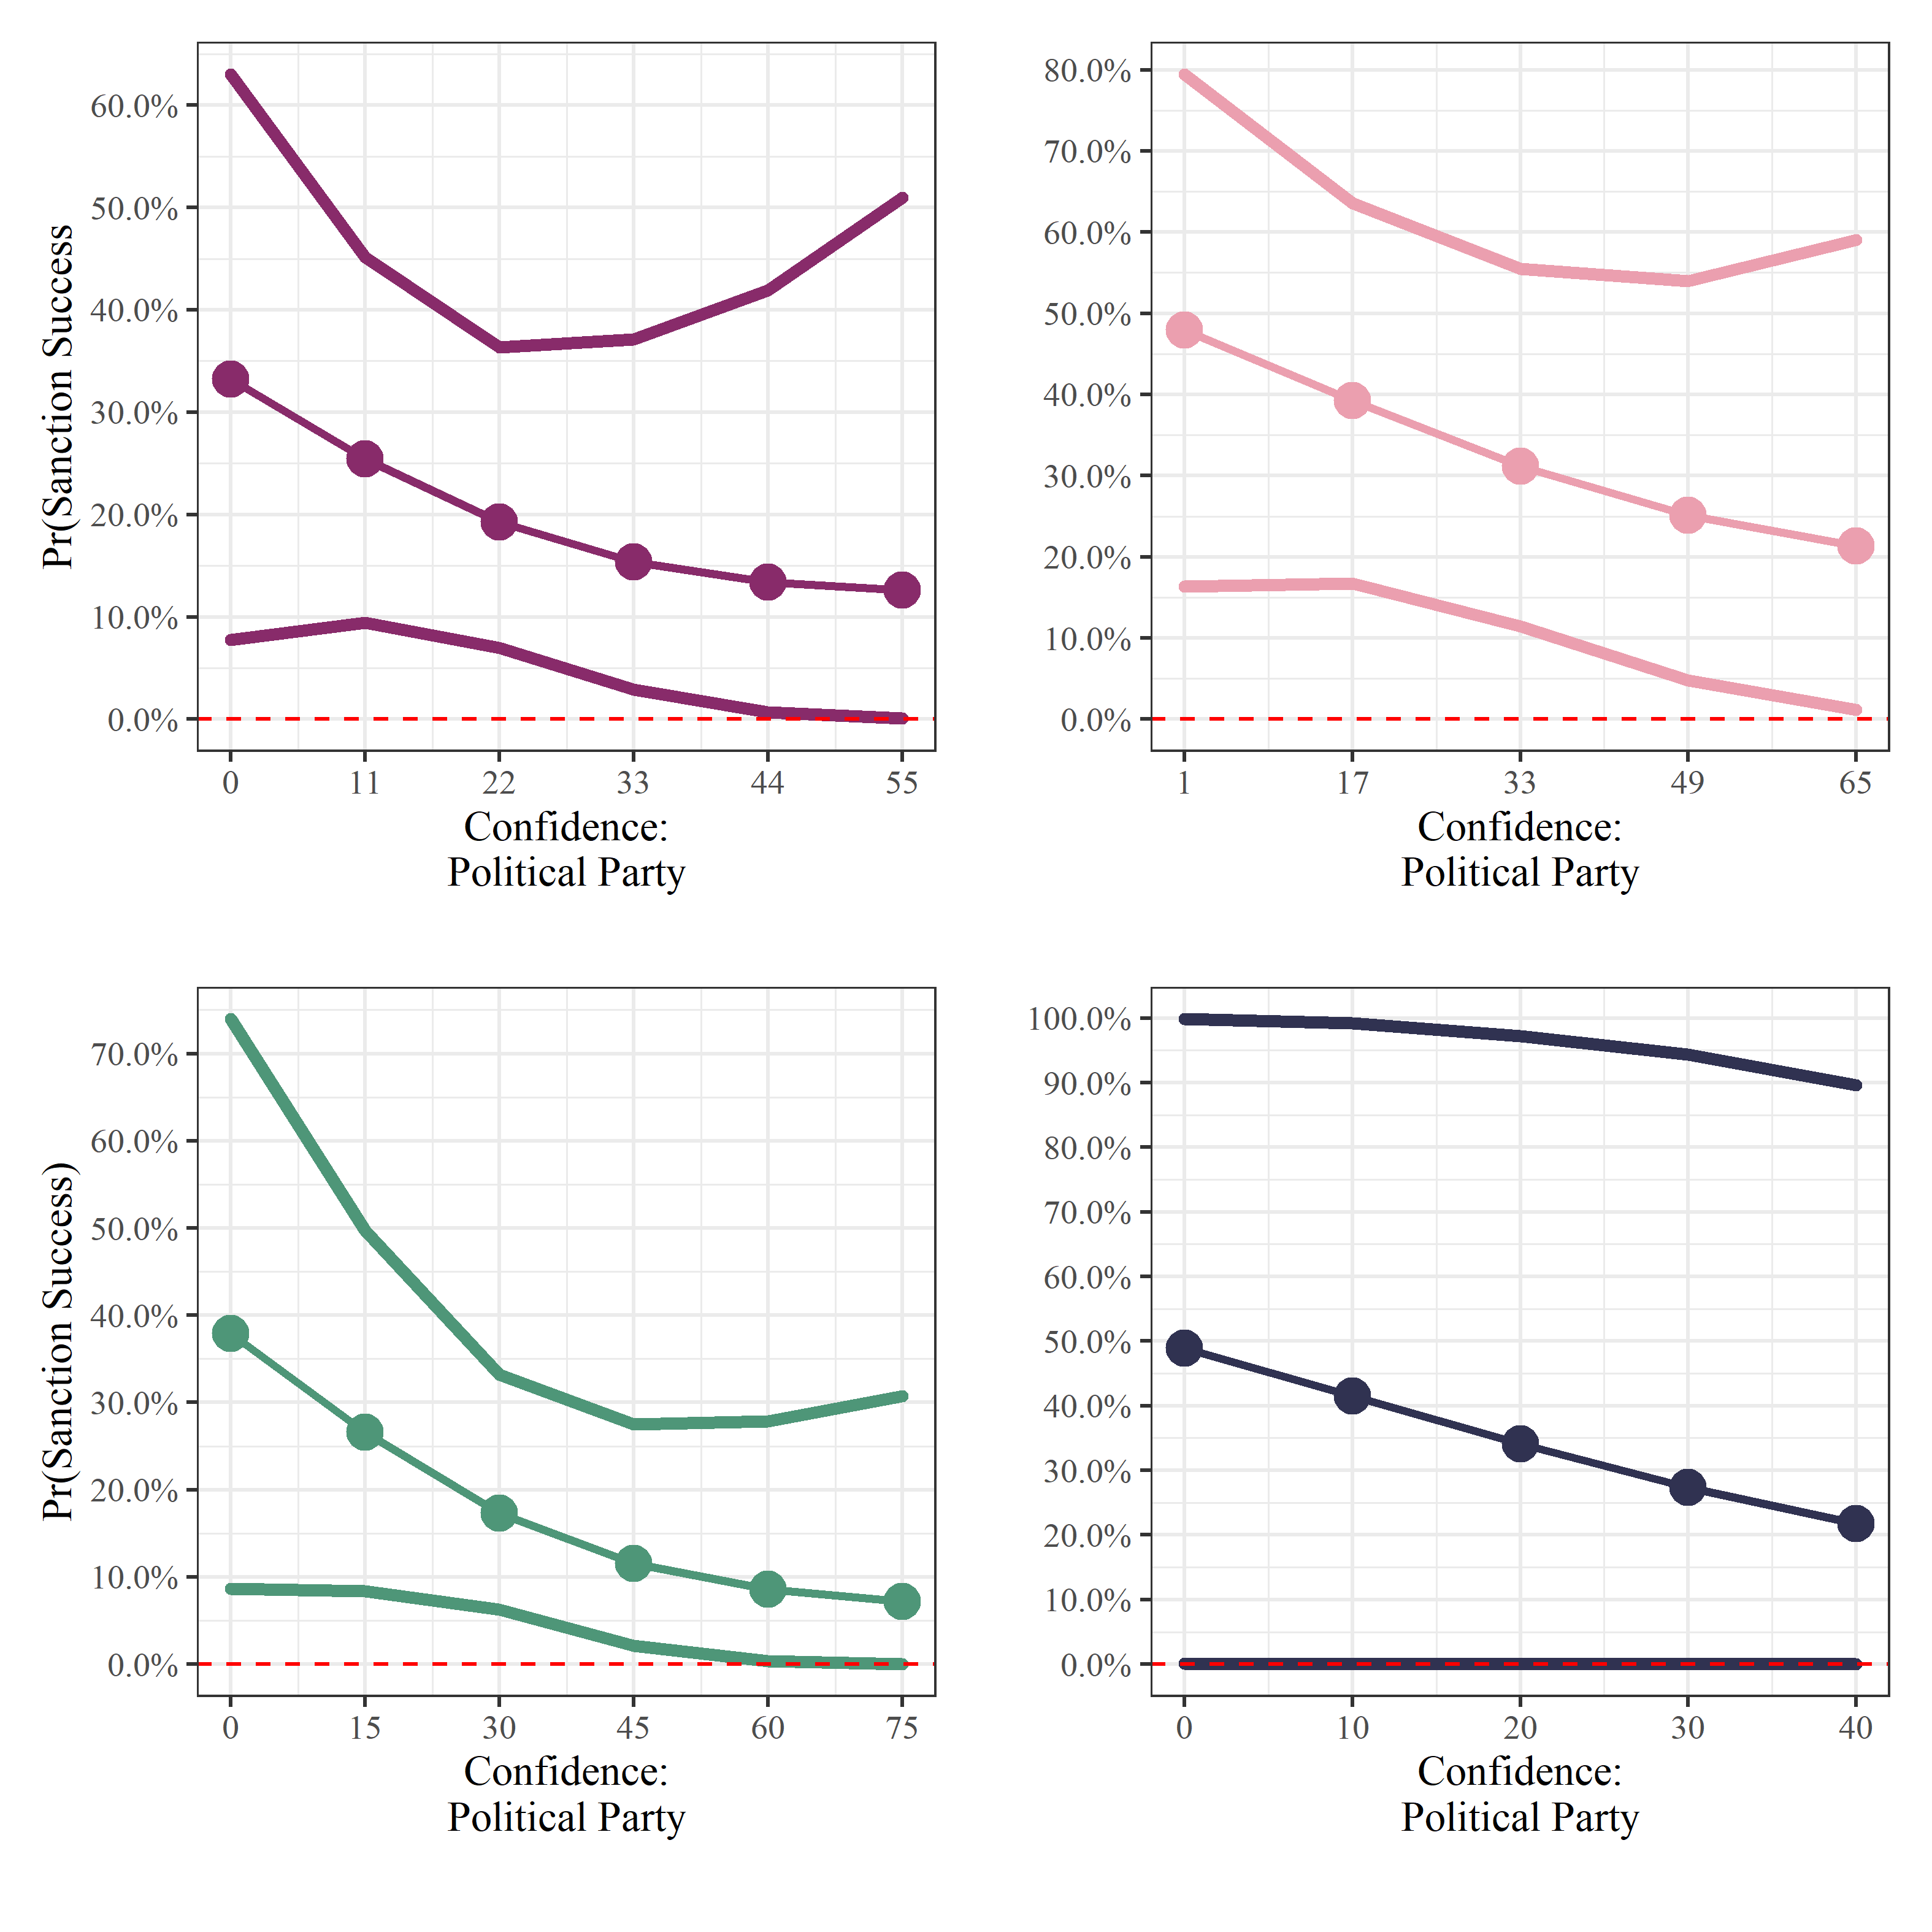 60.0%
50.0%
40.0%
30.0%
20.0%
10.0%
0.0%
Pr(Sanction Success
0 11 22 33 44 55
Confidence:
Political Party
80.0%
70.0%
60.0%
50.0%
40.0%
30.0%
20.0%
10.0%
0.0%
1 17 33 49 65
Confidence:
Political Party
70.0%
60.0%
50.0%
40.0%
30.0%
20.0%
10.0%
0.0%
Pr(Sanction Success)
0 15 30 45 60 75
Confidence:
Political Party
100.0%
90.0%
80.0%
70.0%
60.0%
50.0%
40.0%
30.0%
20.0%
10.0%
0.0%
0 10 20 30 40
Confidence:
Political Party